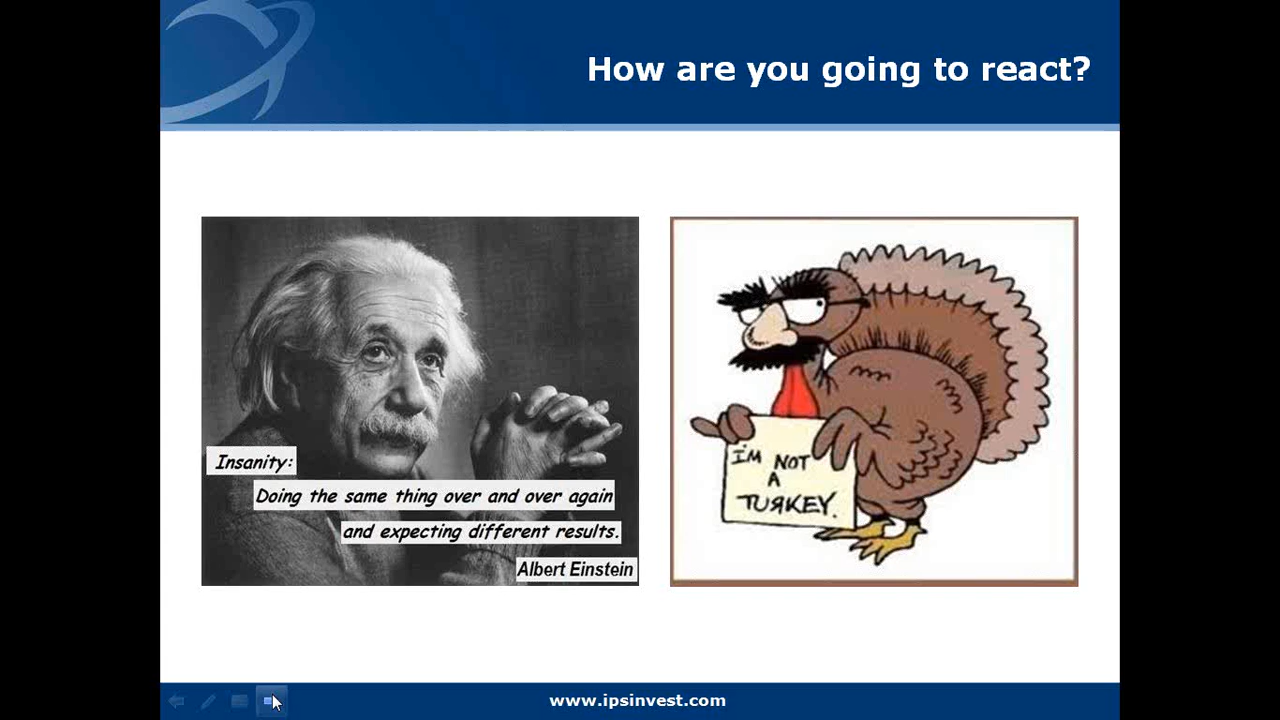 How are you going to react?
Insanity:
Doing the same thing over and over again
and expecting different results.
Albert Einstein
I'M NOT
A
TURKEY.
www.ipsinvest.com